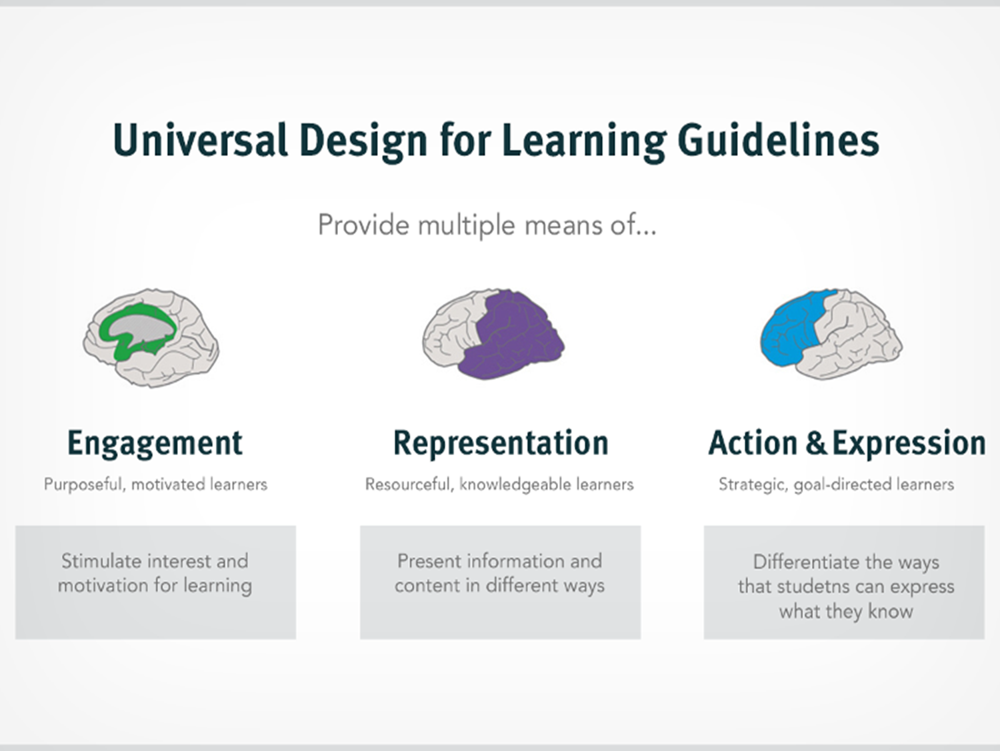 Universal Design for Learning Guidelines
Provide multiple means of...
Engagement
Purposeful, motivated learners
Stimulate interest and
motivation for learning
Representation
Resourceful, knowledgeable learners
Present information and
content in different ways
Action & Expression
Strategic, goal-directed learners
Differentiate the ways
that studetns can express
what they know